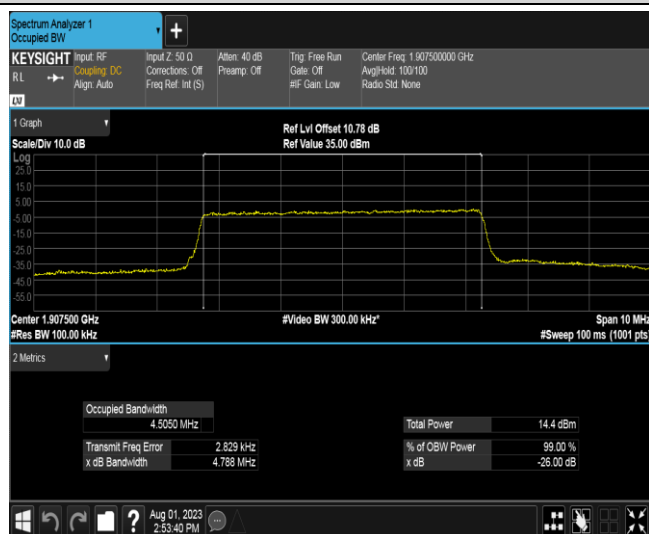 Spectrum Analyzer 1
Occupied BW
+
KEYSIGHT Input: RF Input Z: 50 Ω Atten: 40 dB Trig: Free Run Center Freq: 1.907500000 GHz
RL Coupling: DC Corrections: Off Preamp: Off Gate: Off Avg|Hold: 100/100
Align: Auto Freq Ref: Int (S) #IF Gain: Low Radio Std: None
LXI
1 Graph Ref Lvl Offset 10.78 dB
Scale/Div 10.0 dB Ref Value 35.00 dBm
Log
25.0
15.0
5.00
-5.00
-15.0
-25.0
-35.0
-45.0
-55.0
Center 1.907500 GHz #Video BW 300.00 kHz* Span 10 MHz
#Res BW 100.00 kHz #Sweep 100 ms (1001 pts)
2 Metrics
Occupied Bandwidth
4.5050 MHz Total Power 14.4 dBm
Transmit Freq Error 2.829 kHz % of OBW Power 99.00 %
x dB Bandwidth 4.788 MHz x dB -26.00 dB
? Aug 01, 2023
2:53:40 PM